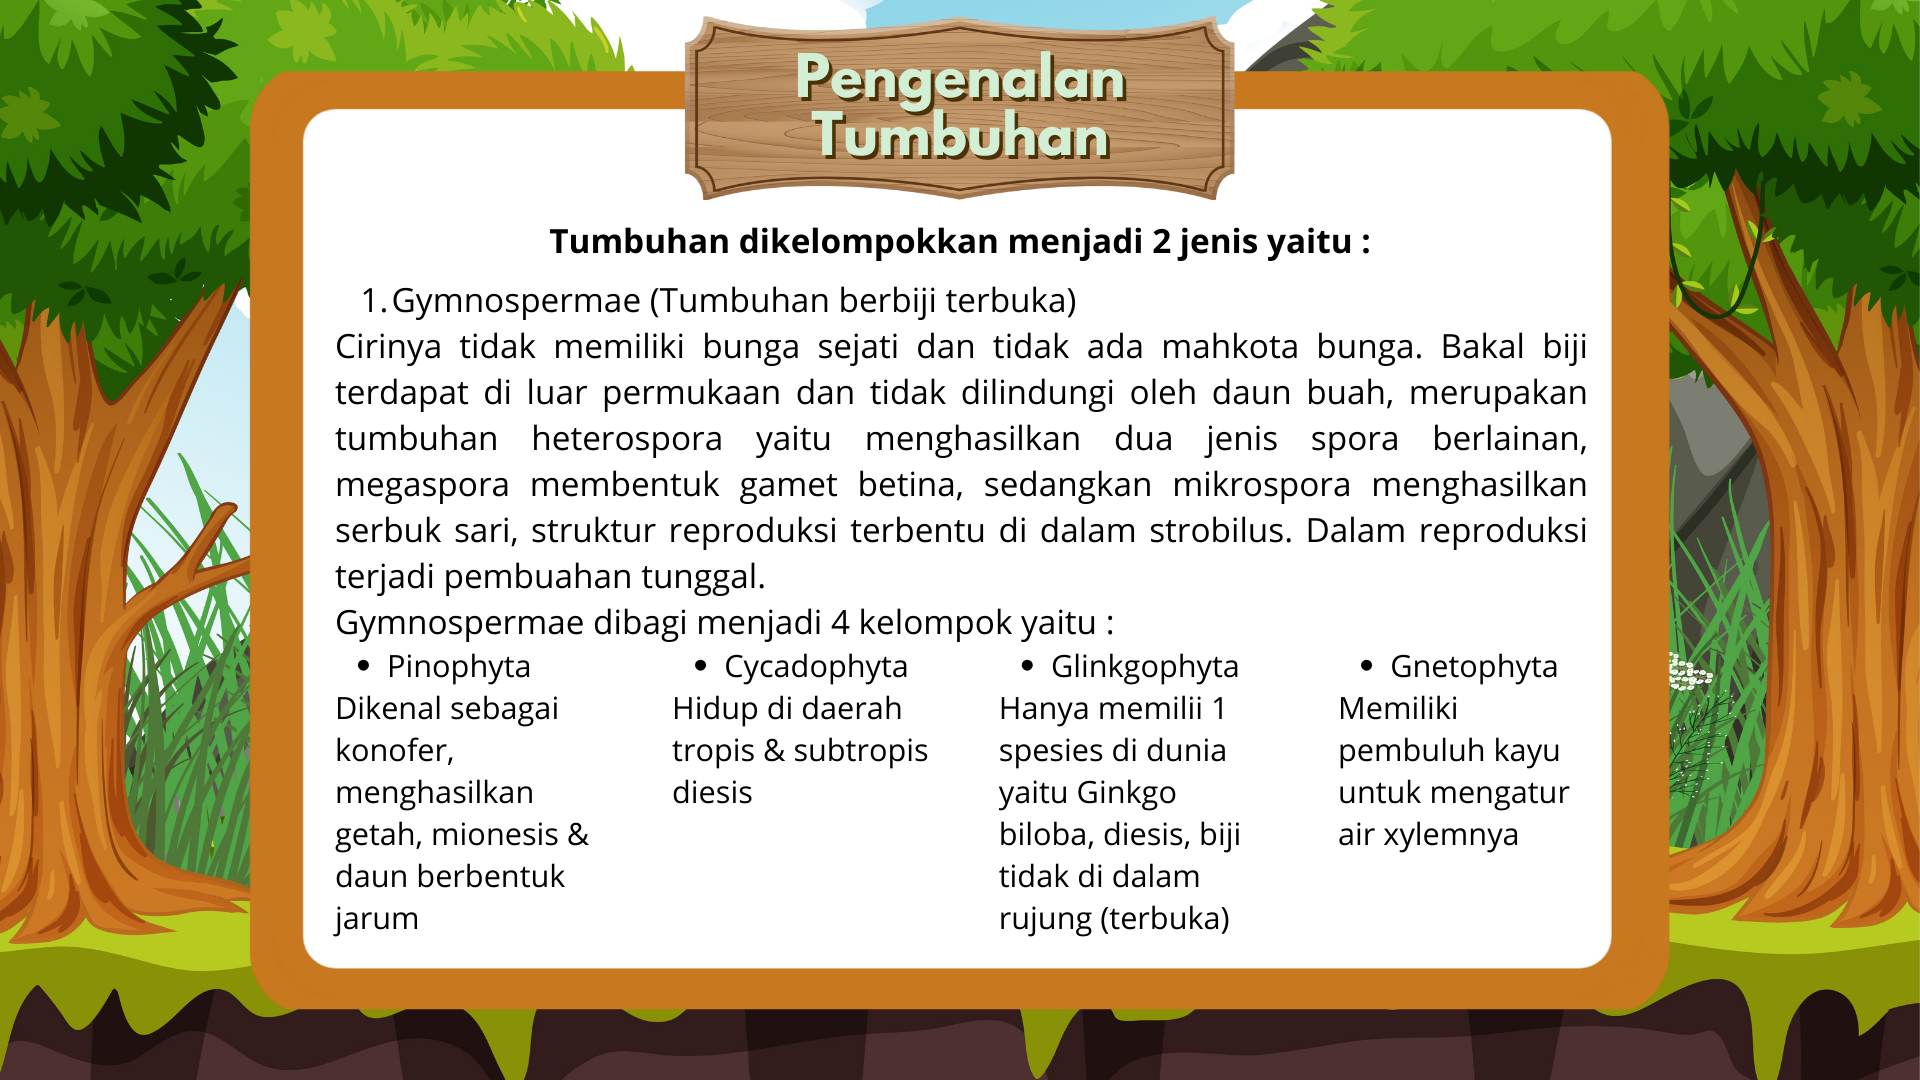 Pengenalan
Tumbuhan
Tumbuhan dikelompokkan menjadi 2 jenis yaitu :
1. Gymnospermae (Tumbuhan berbiji terbuka)
Cirinya tidak memiliki bunga sejati dan tidak ada mahkota bunga. Bakal biji
terdapat di luar permukaan dan tidak dilindungi oleh daun buah, merupakan
tumbuhan heterospora yaitu menghasilkan dua jenis spora berlainan,
megaspora membentuk gamet betina, sedangkan mikrospora menghasilkan
serbuk sari, struktur reproduksi terbentu di dalam strobilus. Dalam reproduksi
terjadi pembuahan tunggal.
Gymnospermae dibagi menjadi 4 kelompok yaitu :
• Pinophyta
Dikenal sebagai
konofer,
menghasilkan
getah, mionesis &
daun berbentuk
jarum
• Cycadophyta
Hidup di daerah
tropis & subtropis
diesis
• Glinkgophyta
Hanya memilii 1
spesies di dunia
yaitu Ginkgo
biloba, diesis, biji
tidak di dalam
rujung (terbuka)
• Gnetophyta
Memiliki
pembuluh kayu
untuk mengatur
air xylemnya